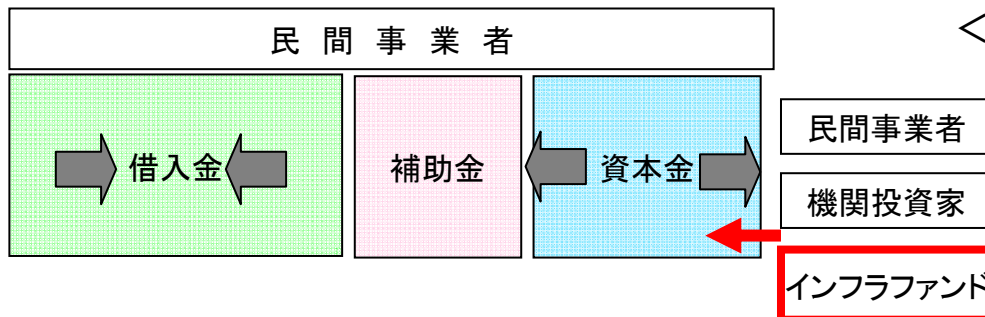 民間事業者
＜
借入金
補助金
資本金
民間事業者
機関投資家
インフラファンド